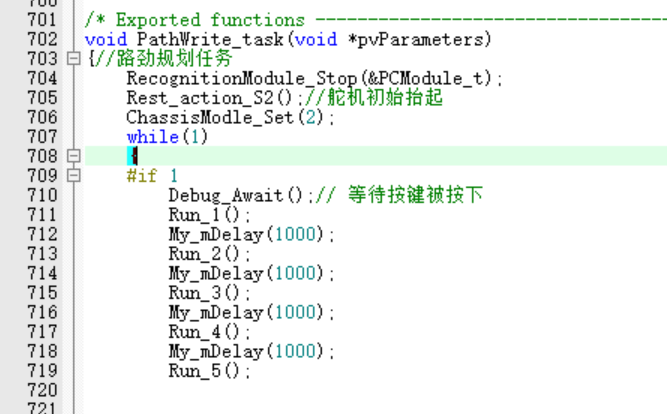 700
701 /* Exported functions --------------------------------
702 void PathWrite_task(void *pvParameters)
703 {//路劲规划任务
704 RecognitionModule_Stop(&PCModule_t);
705 Rest_action_S2();//舵机初始抬起
706 ChassisModle_Set(2);
707 while(1)
708 {
709 #if 1
710 Debug_Await();// 等待按键被按下
711 Run_1();
712 My_mDelay(1000);
713 Run_2();
714 My_mDelay(1000);
715 Run_3();
716 My_mDelay(1000);
717 Run_4();
718 My_mDelay(1000);
719 Run_5();
720
721